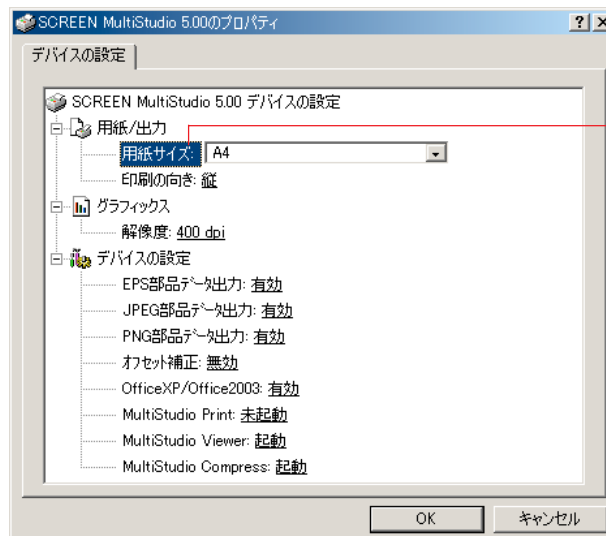 SCREEN MultiStudio 5.00のプロパティ
デバイスの設定
SCREEN MultiStudio 5.00 デバイスの設定
用紙/出力
用紙サイズ: A4
印刷の向き: 縦
グラフィックス
解像度: 400 dpi
デバイスの設定
EPS部品データ出力: 有効
JPEG部品データ出力: 有効
PNG部品データ出力: 有効
オフセット補正: 無効
OfficeXP/Office2003: 有効
MultiStudio Print: 未起動
MultiStudio Viewer: 起動
MultiStudio Compress: 起動
OK キャンセル